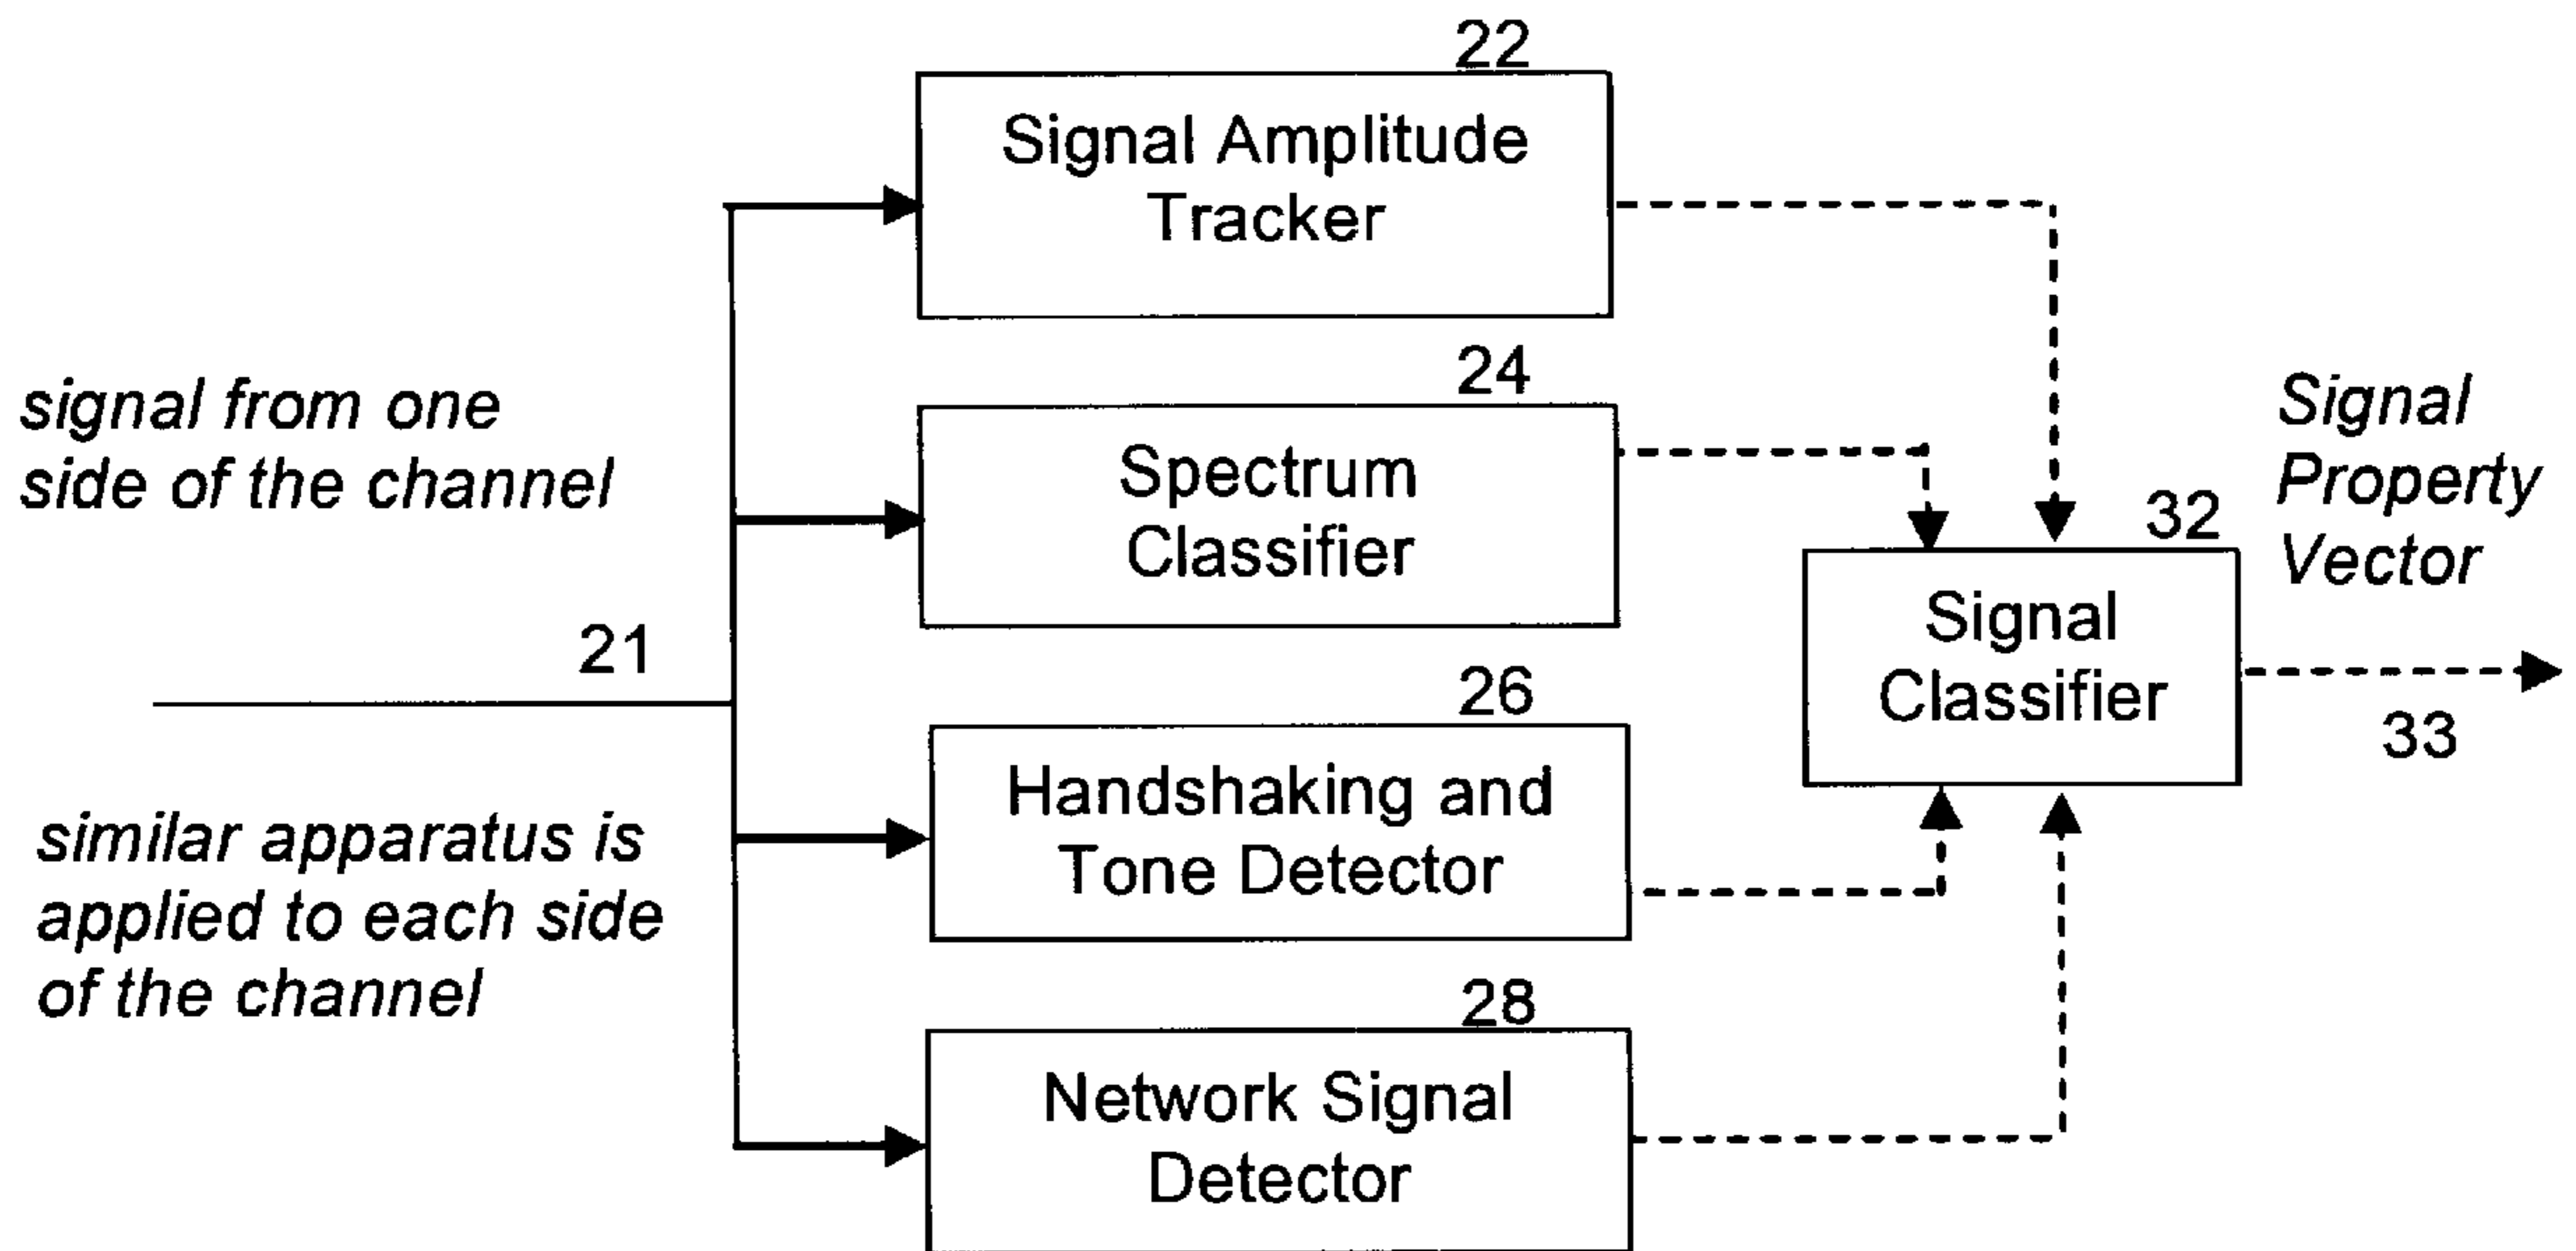 22
Signal Amplitude
Tracker
signal from one
side of the channel
24
Spectrum
Classifier
Signal
Property
Vector
32
Signal
Classifier
33
21
26
Handshaking and
Tone Detector
similar apparatus is
applied to each side
of the channel
28
Network Signal
Detector